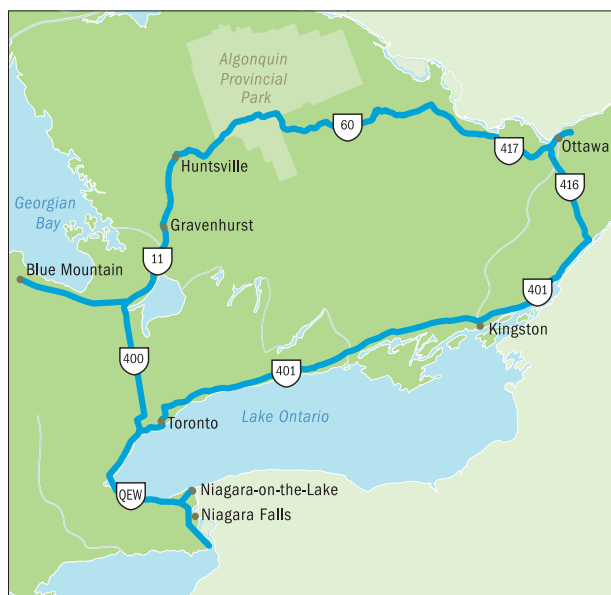 Algonquin
Provincial
Park
60
417
Ottawa
Huntsville
416
Georgian
Bay
Gravenhurst
11
Blue Mountain
401
Kingston
400
401
Toronto
Lake Ontario
QEW
Niagara-on-the-Lake
Niagara Falls